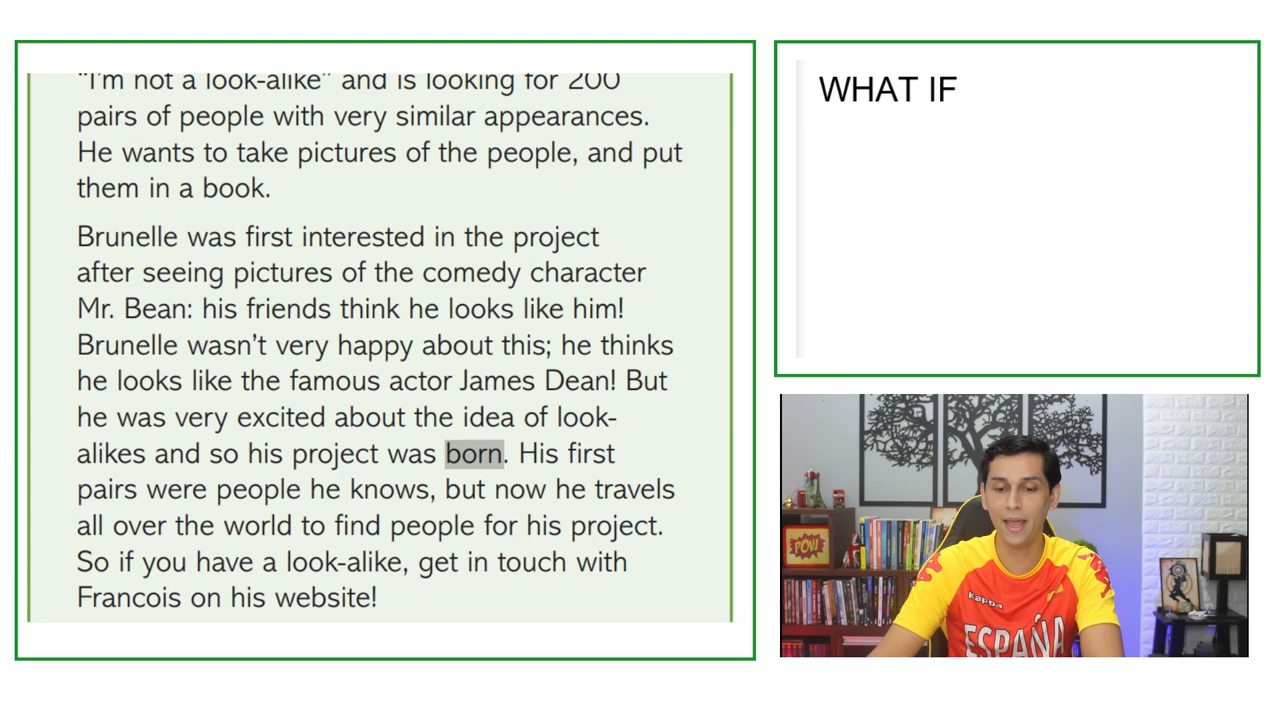 "I'm not a look-alike" and is looking for 200
pairs of people with very similar appearances.
He wants to take pictures of the people, and put
them in a book.
Brunelle was first interested in the project
after seeing pictures of the comedy character
Mr. Bean: his friends think he looks like him!
Brunelle wasn't very happy about this; he thinks
he looks like the famous actor James Dean! But
he was very excited about the idea of look-
alikes and so his project was born. His first
pairs were people he knows, but now he travels
all over the world to find people for his project.
So if you have a look-alike, get in touch with
Francois on his website!
WHAT IF
POW!
Kappa
ESPAÑA